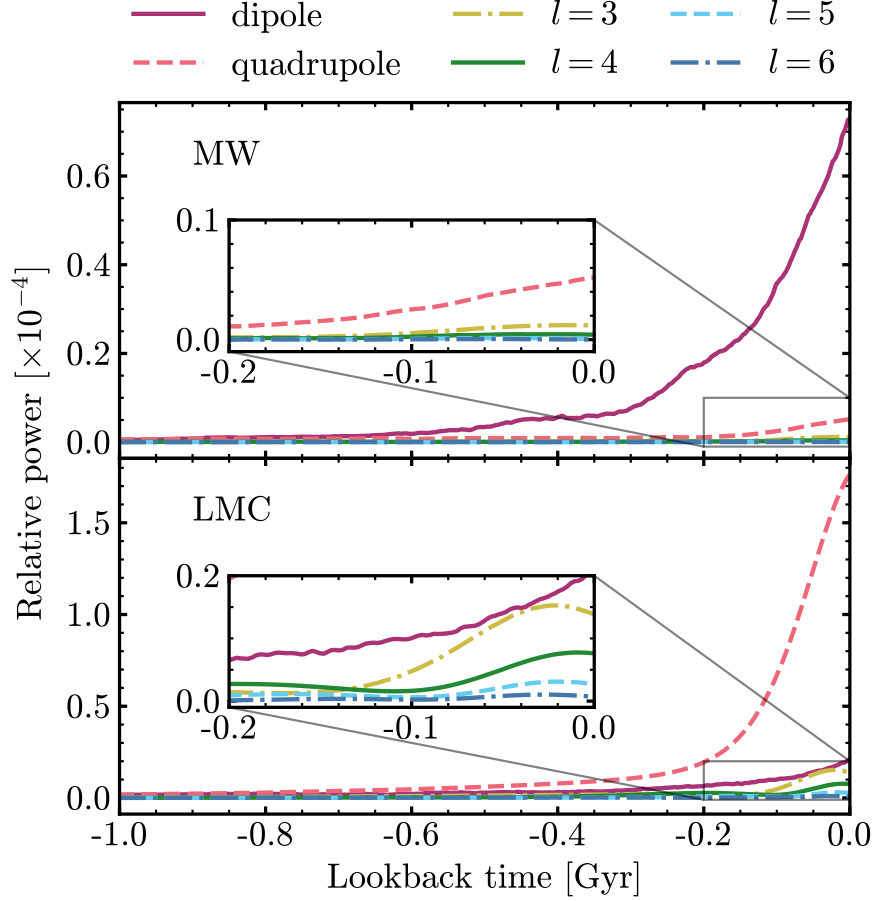 dipole
quadrupole
l = 3
l = 4
l = 5
l = 6
Relative power [×10⁻⁴]
MW
0.6
0.4
0.2
0.0
0.1
0.0
-0.2
-0.1
0.0
LMC
1.5
1.0
0.5
0.0
0.2
0.0
-0.2
-0.1
0.0
-1.0
-0.8
-0.6
-0.4
-0.2
0.0
Lookback time [Gyr]